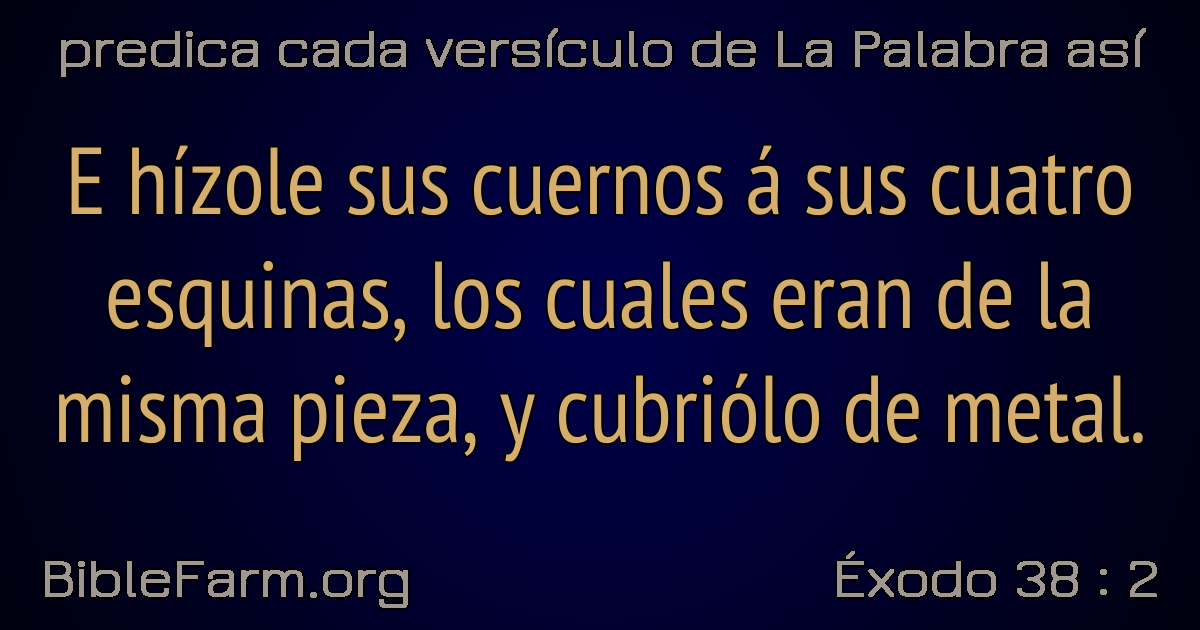 predica cada versículo de La Palabra así
E hízole sus cuernos á sus cuatro
esquinas, los cuales eran de la
misma pieza, y cubriólo de metal.
BibleFarm.org
Éxodo 38 : 2